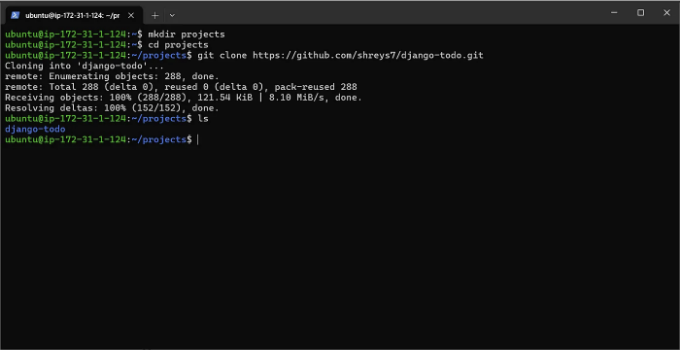 ubuntu@ip-172-31-1-124: ~/pr
ubuntu@ip-172-31-1-124:~$ mkdir projects
ubuntu@ip-172-31-1-124:~$ cd projects
ubuntu@ip-172-31-1-124:~/projects$ git clone https://github.com/shreys7/django-todo.git
Cloning into 'django-todo'...
remote: Enumerating objects: 288, done.
remote: Total 288 (delta 0), reused 0 (delta 0), pack-reused 288
Receiving objects: 100% (288/288), 121.54 KiB | 8.10 MiB/s, done.
Resolving deltas: 100% (152/152), done.
ubuntu@ip-172-31-1-124:~/projects$ ls
django-todo
ubuntu@ip-172-31-1-124:~/projects$